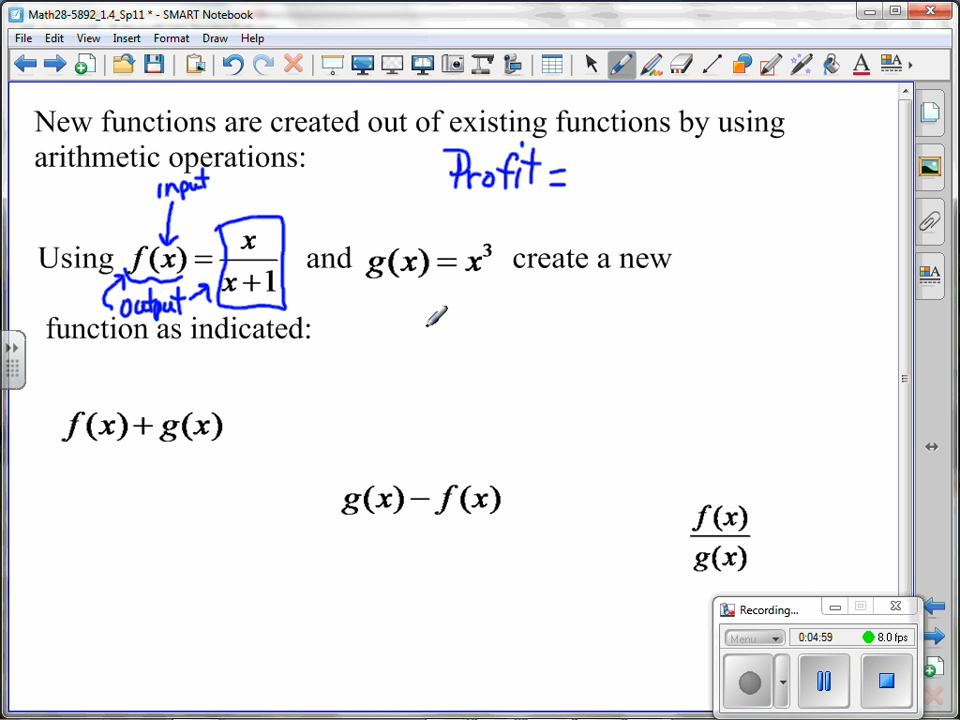 Math28-5892_1.4_Sp11 * - SMART Notebook
File Edit View Insert Format Draw Help
New functions are created out of existing functions by using
arithmetic operations:
Profit =
input
Using f(x) = x/(x+1) and g(x) = x³ create a new
output
function as indicated:
f(x) + g(x)
g(x) − f(x)
f(x)
g(x)
Recording...
Menu 0:04:59 8.0 fps